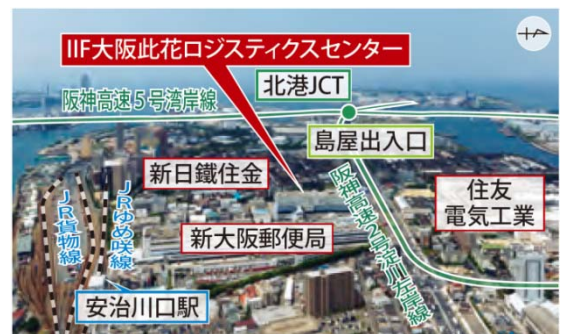 IIF大阪此花ロジスティクスセンター
北港JCT
阪神高速5号湾岸線
島屋出入口
新日鐵住金
住友
電気工業
阪神高速2号淀川左岸線
JRゆめ咲線
JR貨物線
新大阪郵便局
安治川口駅